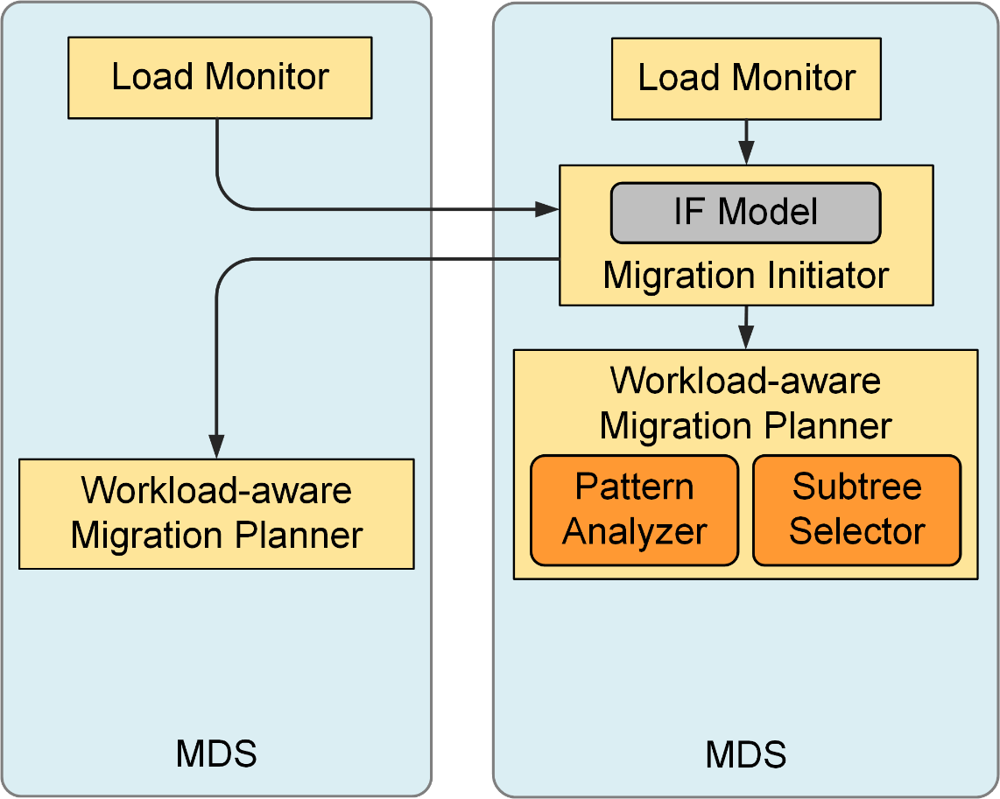 Load Monitor
Workload-aware
Migration Planner
MDS
Load Monitor
IF Model
Migration Initiator
Workload-aware
Migration Planner
Pattern
Analyzer
Subtree
Selector
MDS